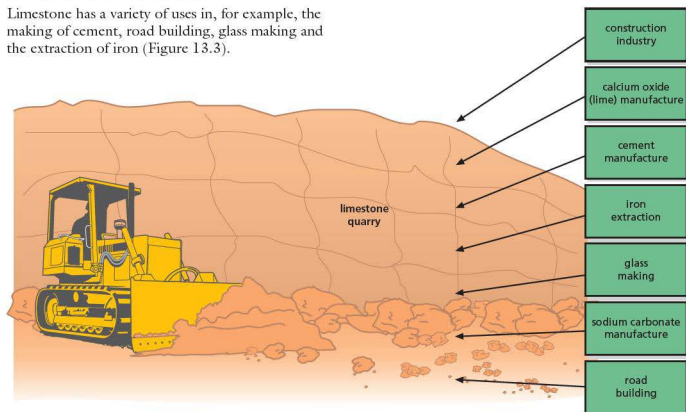 Limestone has a variety of uses in, for example, the
making of cement, road building, glass making and
the extraction of iron (Figure 13.3).
construction
industry
calcium oxide
(lime) manufacture
cement
manufacture
limestone
quarry
iron
extraction
glass
making
sodium carbonate
manufacture
road
building